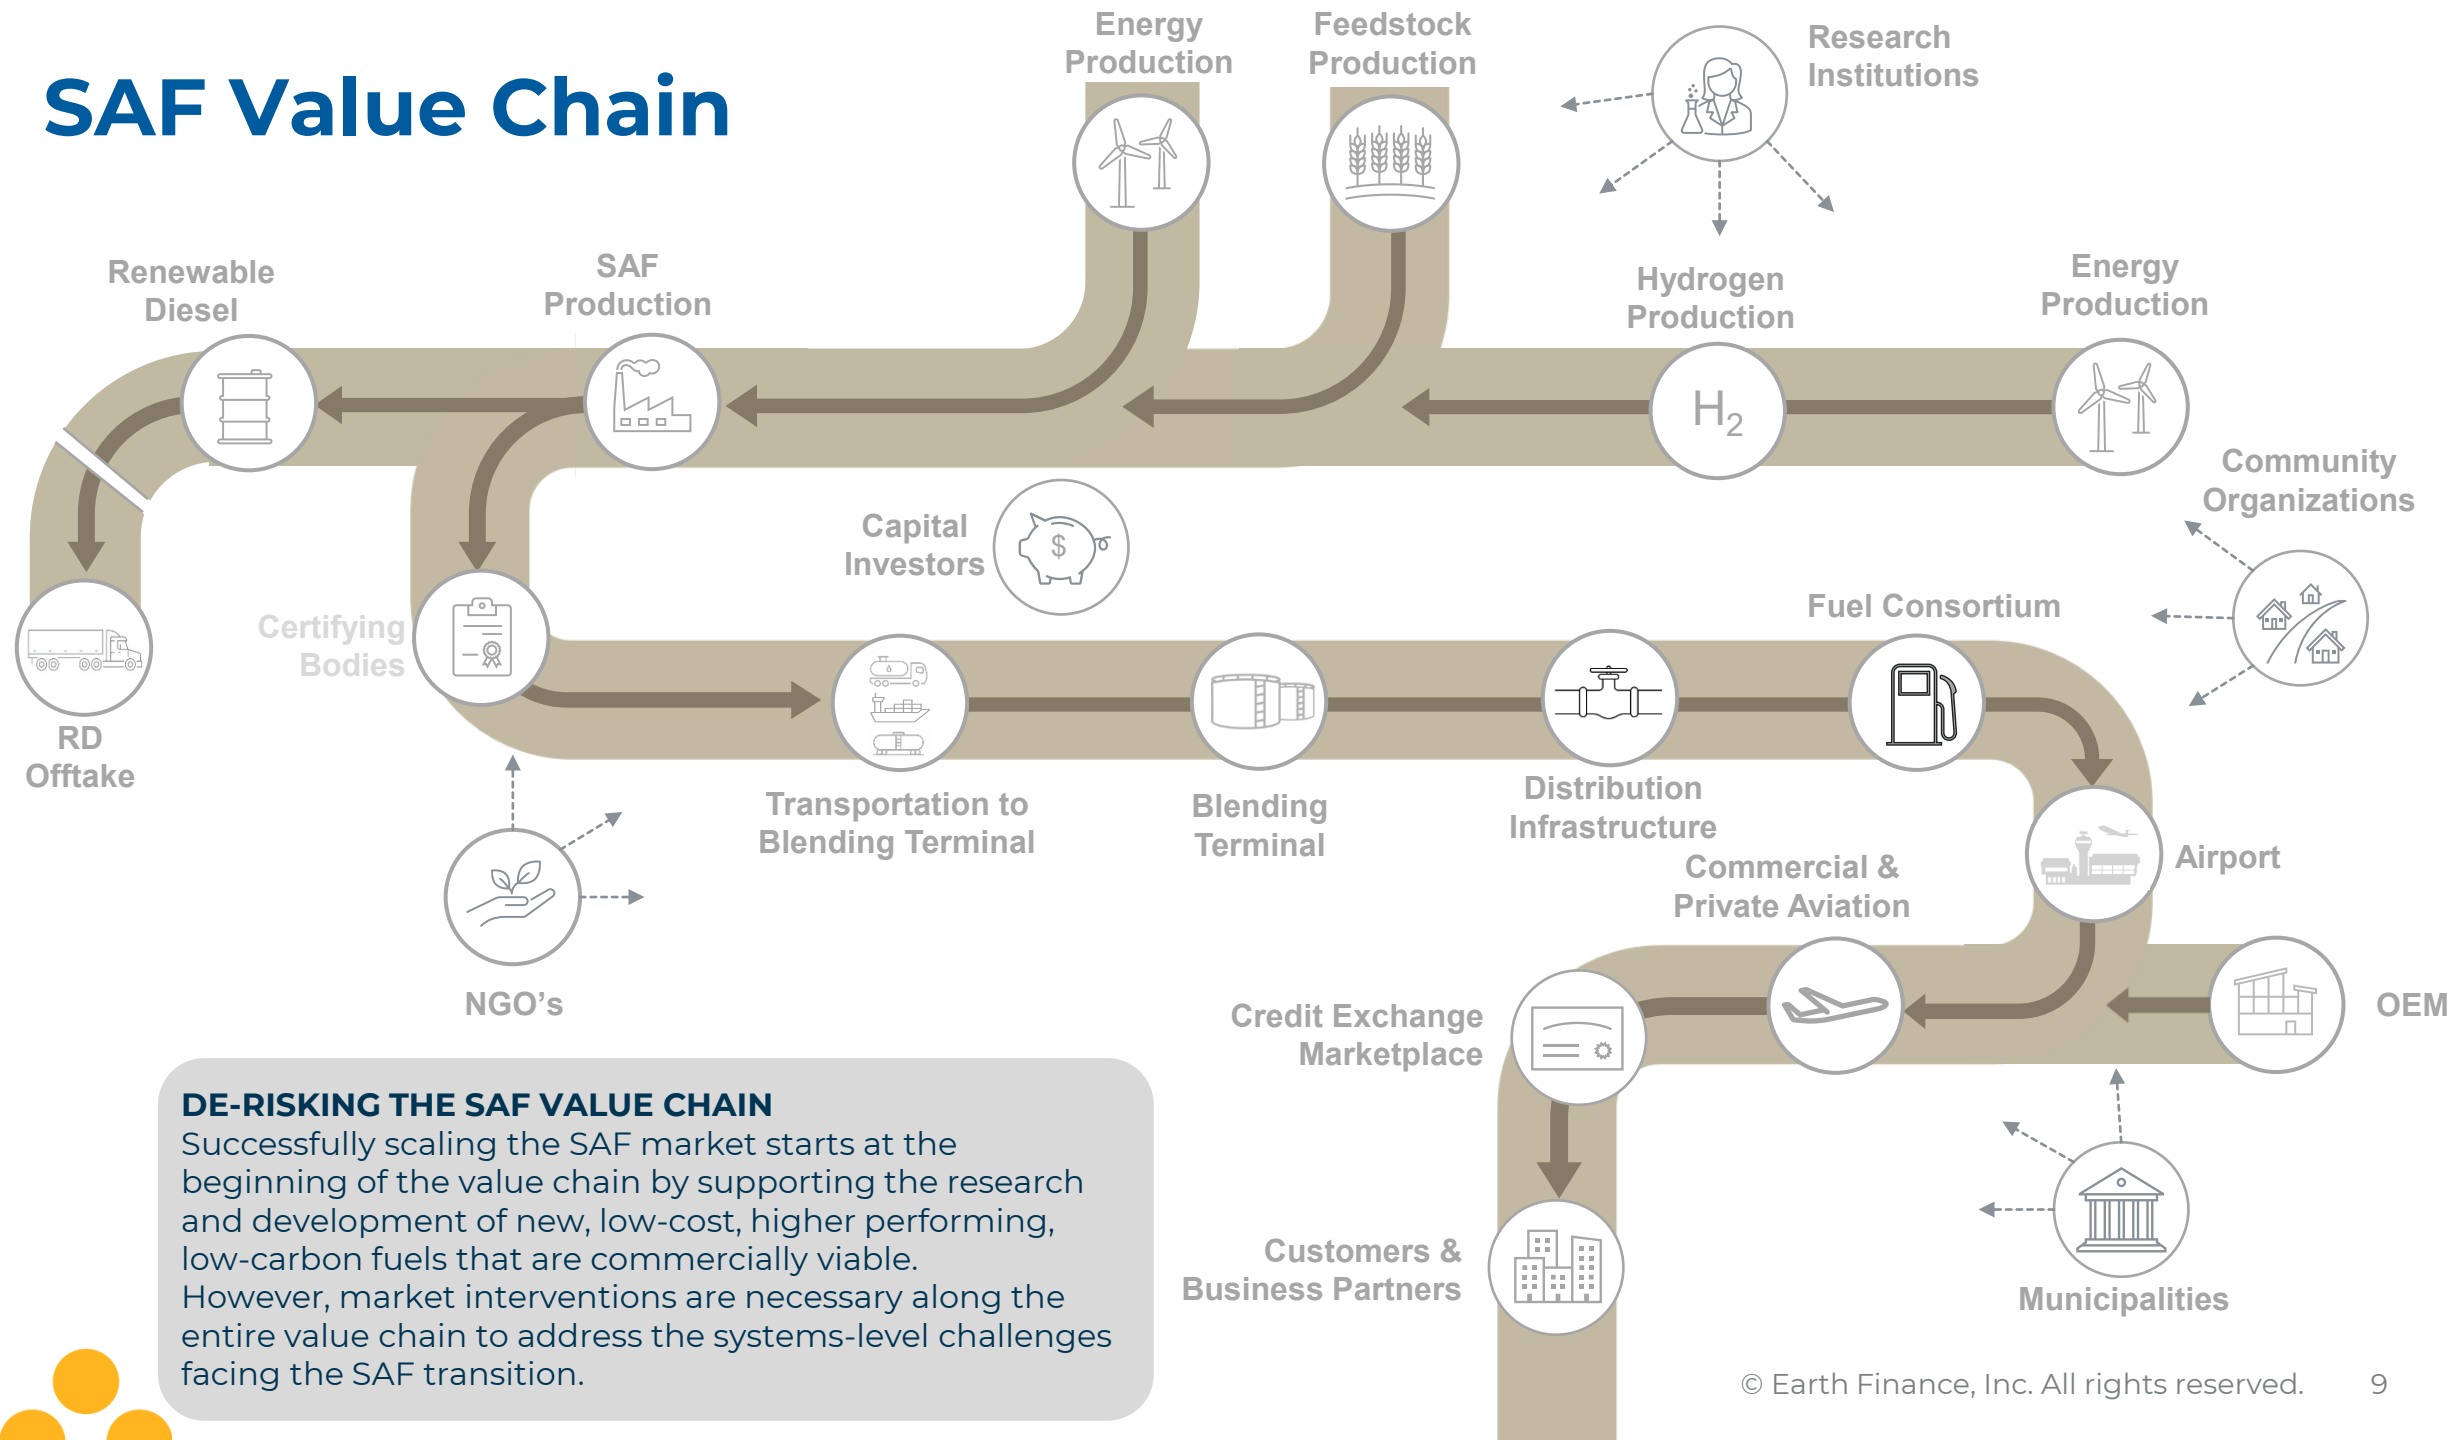 SAF Value Chain
Energy
Production
Feedstock
Production
Research
Institutions
Renewable
Diesel
SAF
Production
Hydrogen
Production
Energy
Production
H2
Community
Organizations
Capital
Investors
$
Certifying
Bodies
Fuel Consortium
RD
Offtake
Transportation to
Blending Terminal
Blending
Terminal
Distribution
Infrastructure
Commercial &
Private Aviation
Airport
NGO’s
Credit Exchange
Marketplace
OEM
DE-RISKING THE SAF VALUE CHAIN
Successfully scaling the SAF market starts at the
beginning of the value chain by supporting the research
and development of new, low-cost, higher performing,
low-carbon fuels that are commercially viable.
However, market interventions are necessary along the
entire value chain to address the systems-level challenges
facing the SAF transition.
Customers &
Business Partners
Municipalities
© Earth Finance, Inc. All rights reserved.
9